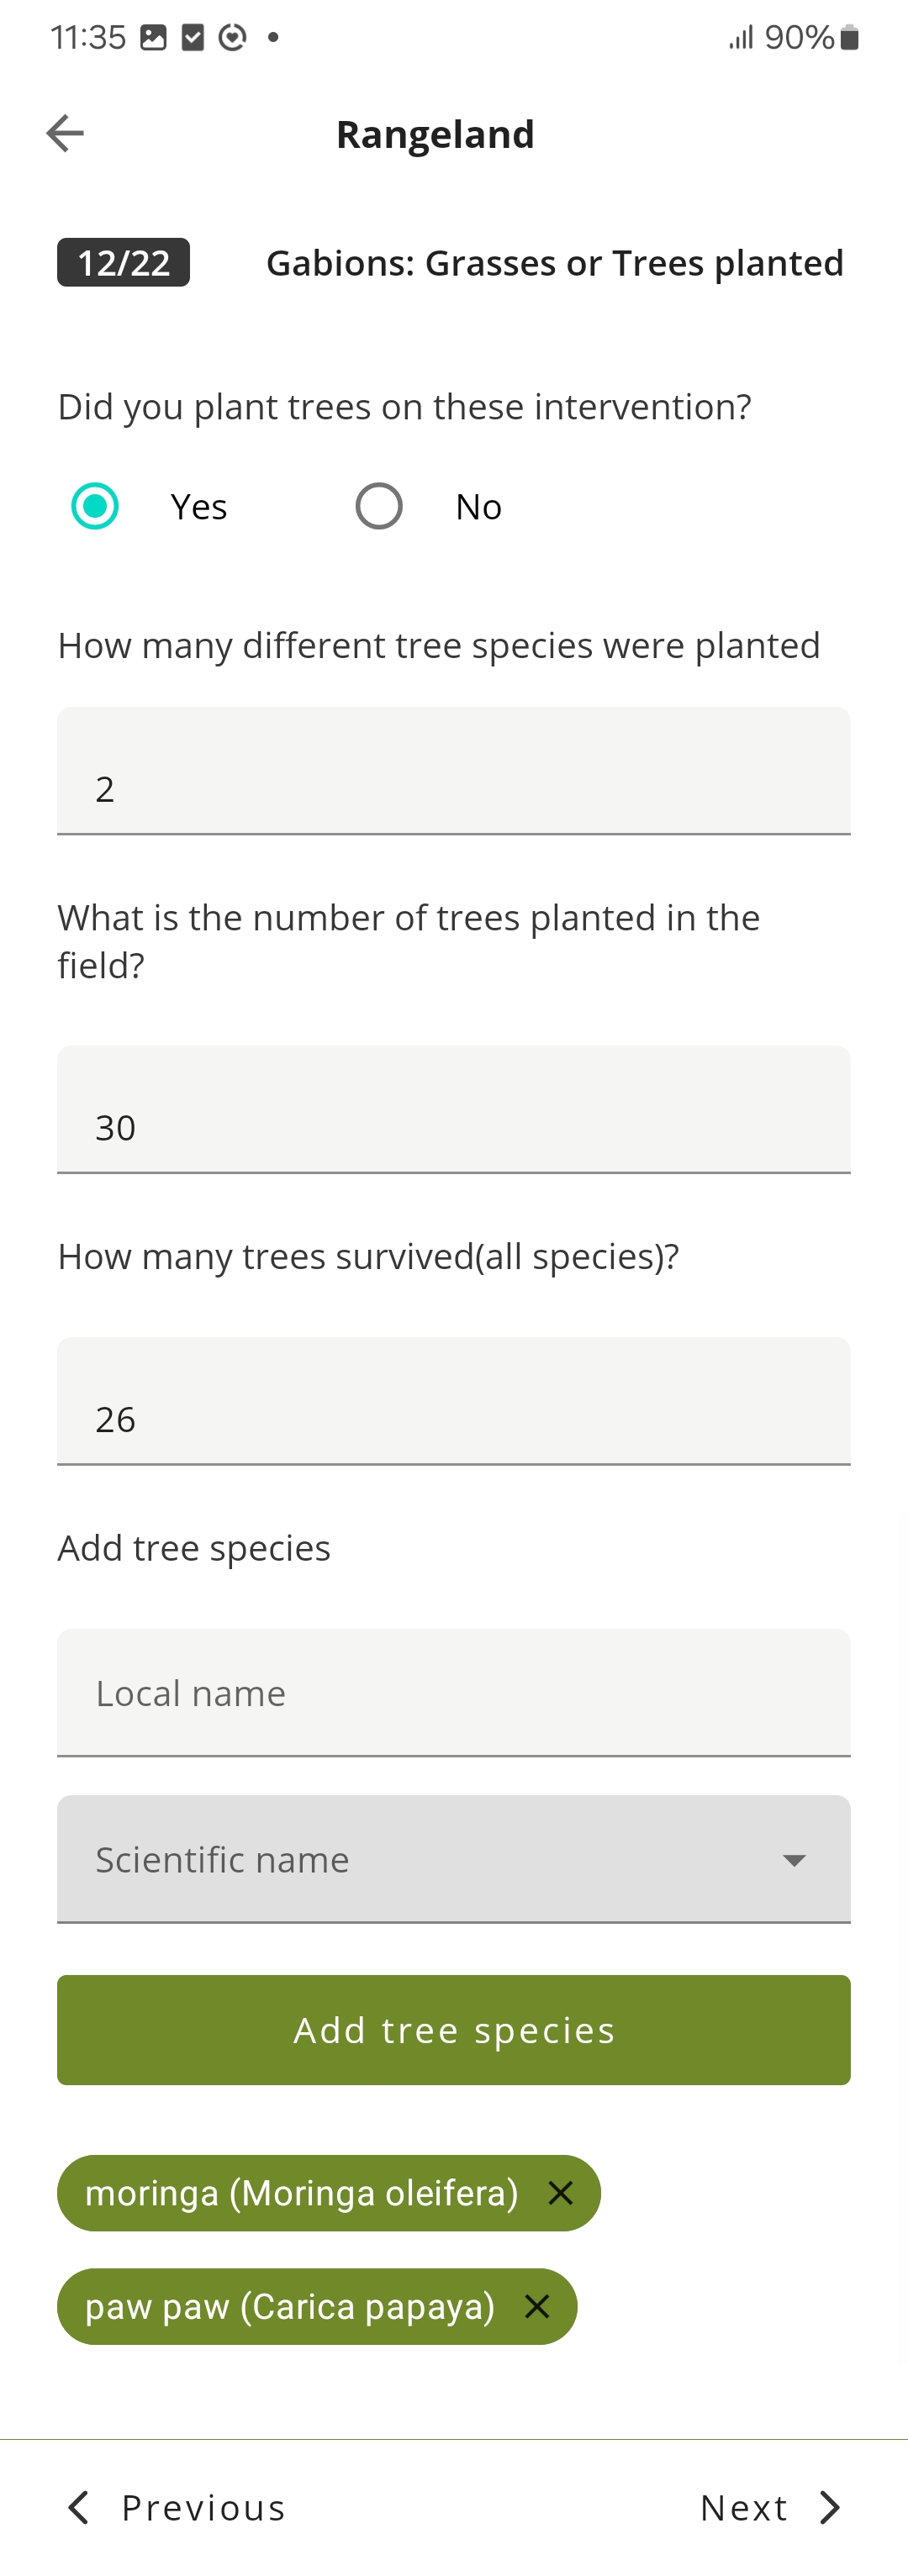 11:35
90%
Rangeland
12/22
Gabions: Grasses or Trees planted
Did you plant trees on these intervention?
Yes
No
How many different tree species were planted
2
What is the number of trees planted in the
field?
30
How many trees survived(all species)?
26
Add tree species
Local name
Scientific name
Add tree species
moringa (Moringa oleifera)
paw paw (Carica papaya)
Previous
Next